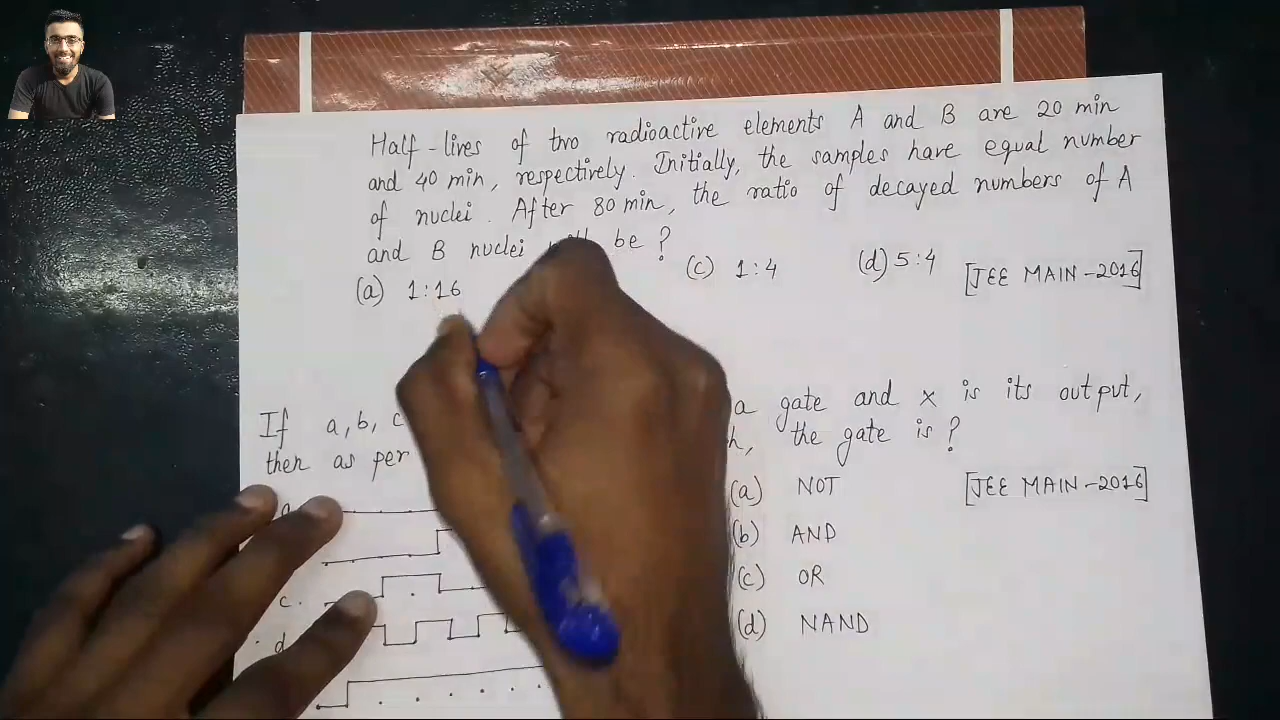 Half-lives of two radioactive elements A and B are 20 min
and 40 min, respectively. Initially, the samples have equal number
of nuclei. After 80 min, the ratio of decayed numbers of A
and B nuclei be ?
(a) 1:16 (c) 1:4 (d) 5:4 [JEE MAIN-2016]
If a, b, c a gate and x is its output,
then as per the gate is ?
(a) NOT [JEE MAIN-2016]
(b) AND
(c) OR
(d) NAND
c.
d